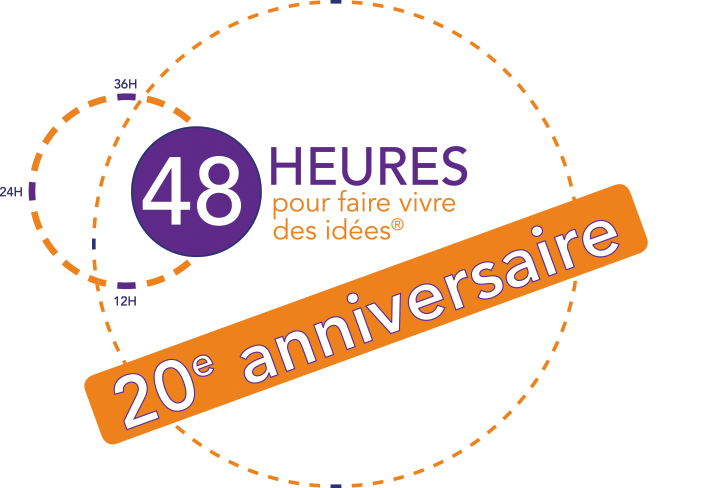 36H
24H
48 HEURES
pour faire vivre
des idées®
12H
20e anniversaire